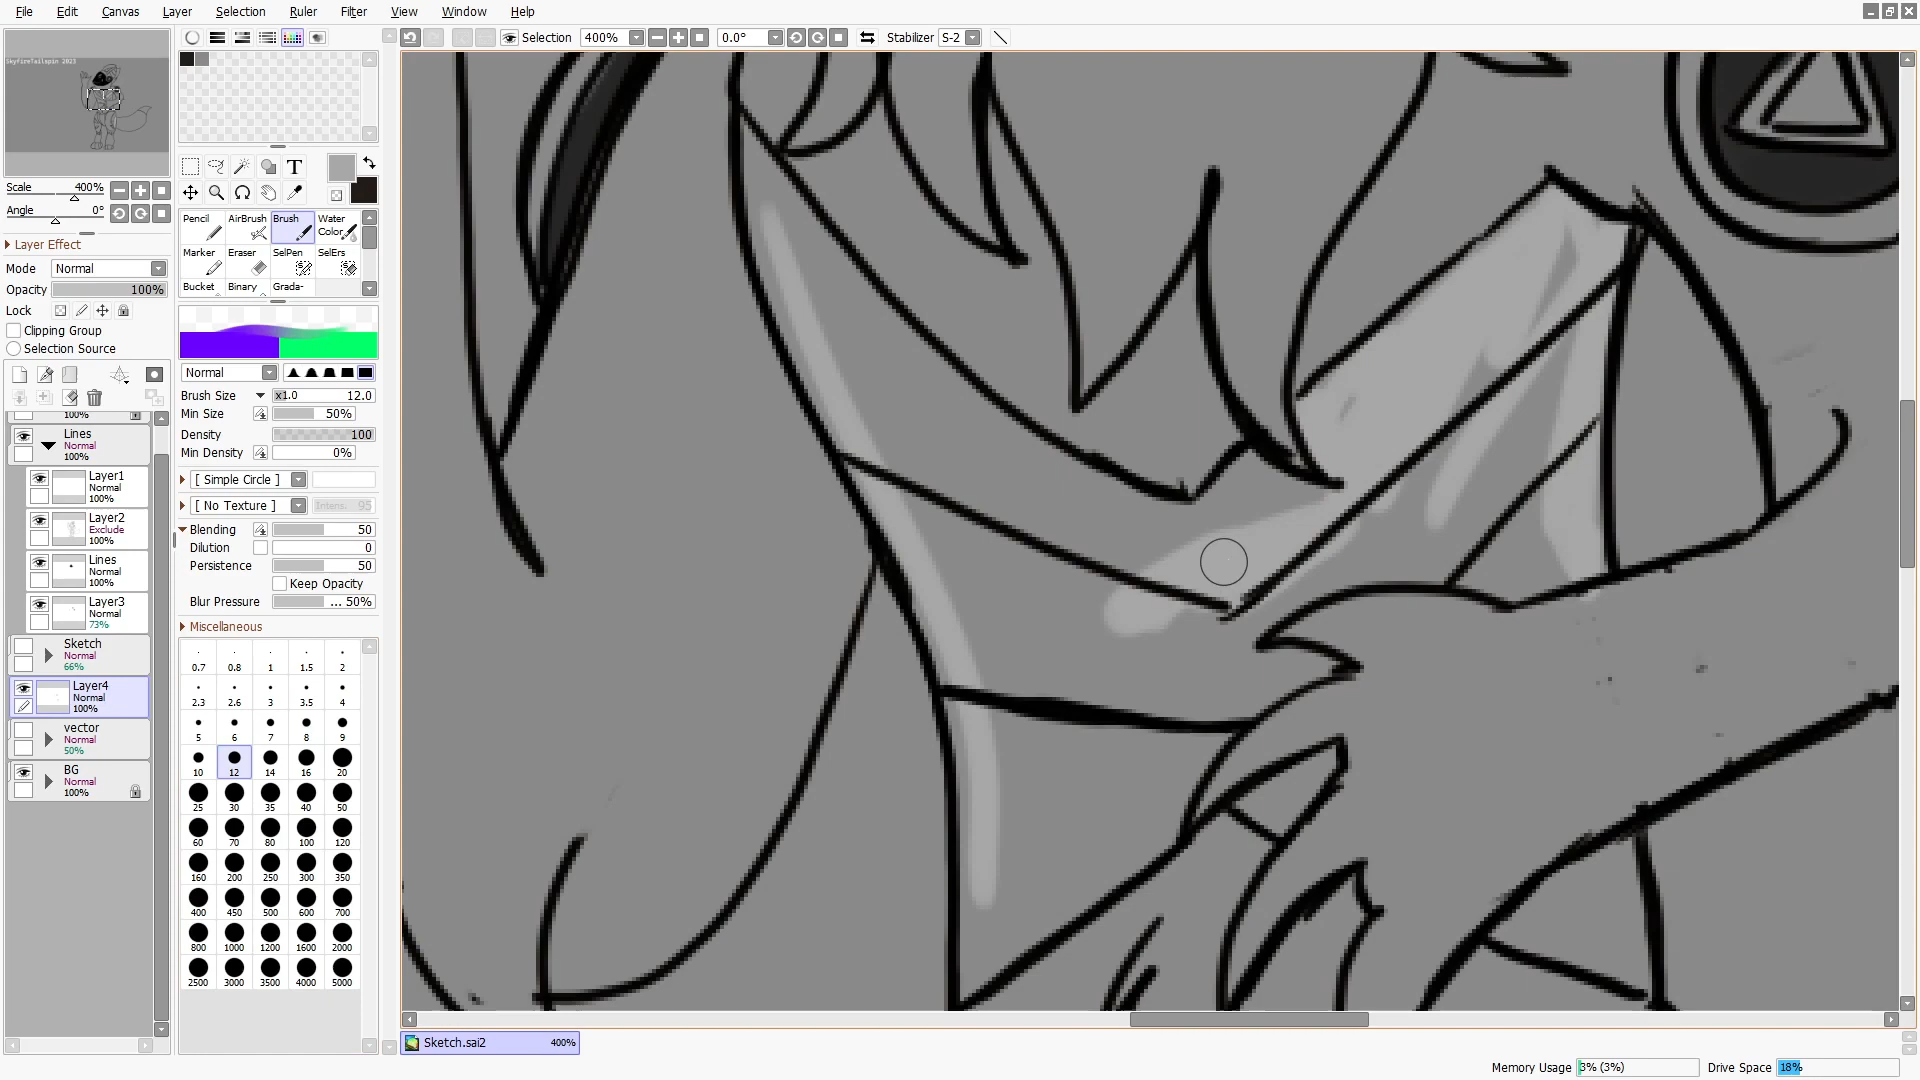 File Edit Canvas Layer Selection Ruler Filter View Window Help
Selection 400% 0.0° Stabilizer S-2
SkyfireTailspin 2023
Scale 400%
Angle 0°
Layer Effect
Mode Normal
Opacity 100%
Lock
Clipping Group
Selection Source
100%
Lines
Normal
100%
Layer1
Normal
100%
Layer2
Exclude
100%
Lines
Normal
100%
Layer3
Normal
73%
Sketch
Normal
66%
Layer4
Normal
100%
vector
Normal
50%
BG
Normal
100%
T
Pencil AirBrush Brush Water Color
Marker Eraser SelPen SelErs
Bucket Binary Grada-
Normal
Brush Size x1.0 12.0
Min Size 50%
Density 100
Min Density 0%
[ Simple Circle ]
[ No Texture ] Intens. 95
Blending 50
Dilution 0
Persistence 50
Keep Opacity
Blur Pressure ... 50%
Miscellaneous
0.7 0.8 1 1.5 2
2.3 2.6 3 3.5 4
5 6 7 8 9
10 12 14 16 20
25 30 35 40 50
60 70 80 100 120
160 200 250 300 350
400 450 500 600 700
800 1000 1200 1600 2000
2500 3000 3500 4000 5000
Sketch.sai2 400%
Memory Usage 3% (3%) Drive Space 18%